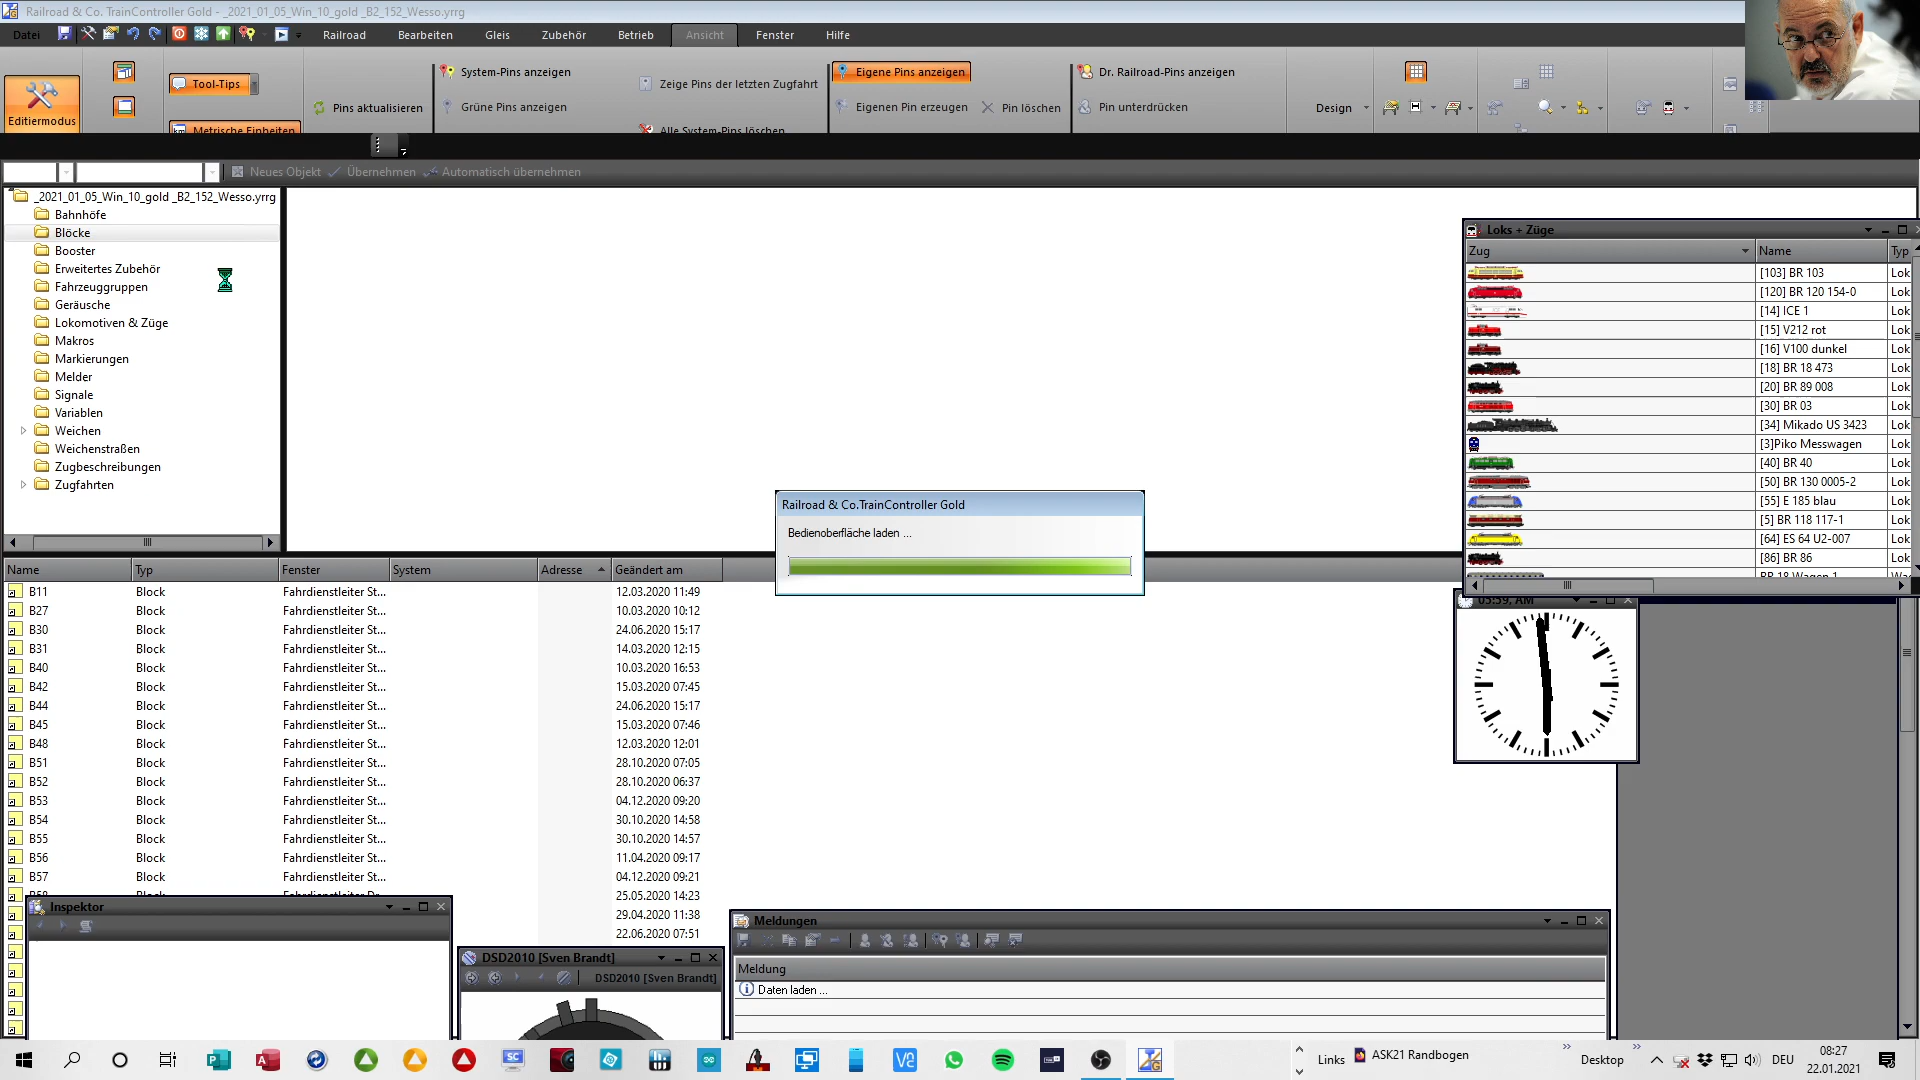 Railroad & Co. TrainController Gold - _2021_01_05_Win_10_gold _B2_152_Wesso.yrrg
Datei
Railroad
Bearbeiten
Gleis
Zubehör
Betrieb
Ansicht
Fenster
Hilfe
Editiermodus
Tool-Tips
Metrische Einheiten
Pins aktualisieren
System-Pins anzeigen
Grüne Pins anzeigen
Zeige Pins der letzten Zugfahrt
Alle System-Pins löschen
Eigene Pins anzeigen
Eigenen Pin erzeugen
Pin löschen
Dr. Railroad-Pins anzeigen
Pin unterdrücken
Design
Neues Objekt
Übernehmen
Automatisch übernehmen
_2021_01_05_Win_10_gold _B2_152_Wesso.yrrg
Bahnhöfe
Blöcke
Booster
Erweitertes Zubehör
Fahrzeuggruppen
Geräusche
Lokomotiven & Züge
Makros
Markierungen
Melder
Signale
Variablen
Weichen
Weichenstraßen
Zugbeschreibungen
Zugfahrten
Loks + Züge
Zug Name Typ
[103] BR 103 Lok
[120] BR 120 154-0 Lok
[14] ICE 1 Lok
[15] V212 rot Lok
[16] V100 dunkel Lok
[18] BR 18 473 Lok
[20] BR 89 008 Lok
[30] BR 03 Lok
[34] Mikado US 3423 Lok
[3]Piko Messwagen Lok
[40] BR 40 Lok
[50] BR 130 0005-2 Lok
[55] E 185 blau Lok
[5] BR 118 117-1 Lok
[64] ES 64 U2-007 Lok
[86] BR 86 Lok
BR 18 Wagen 1
Railroad & Co.TrainController Gold
Bedienoberfläche laden ...
05:59, AM
Name Typ Fenster System Adresse Geändert am
B11 Block Fahrdienstleiter St... 12.03.2020 11:49
B27 Block Fahrdienstleiter St... 10.03.2020 10:12
B30 Block Fahrdienstleiter St... 24.06.2020 15:17
B31 Block Fahrdienstleiter St... 14.03.2020 12:15
B40 Block Fahrdienstleiter St... 10.03.2020 16:53
B42 Block Fahrdienstleiter St... 15.03.2020 07:45
B44 Block Fahrdienstleiter St... 24.06.2020 15:17
B45 Block Fahrdienstleiter St... 15.03.2020 07:46
B48 Block Fahrdienstleiter St... 12.03.2020 12:01
B51 Block Fahrdienstleiter St... 28.10.2020 07:05
B52 Block Fahrdienstleiter St... 28.10.2020 06:37
B53 Block Fahrdienstleiter St... 04.12.2020 09:20
B54 Block Fahrdienstleiter St... 30.10.2020 14:58
B55 Block Fahrdienstleiter St... 30.10.2020 14:57
B56 Block Fahrdienstleiter St... 11.04.2020 09:17
B57 Block Fahrdienstleiter St... 04.12.2020 09:21
B58 Block Fahrdienstleiter 25.05.2020 14:23
29.04.2020 11:38
22.06.2020 07:51
Inspektor
DSD2010 [Sven Brandt]
DSD2010 [Sven Brandt]
Meldungen
Meldung
Daten laden ...
Links
ASK21 Randbogen
Desktop
DEU
08:27
22.01.2021